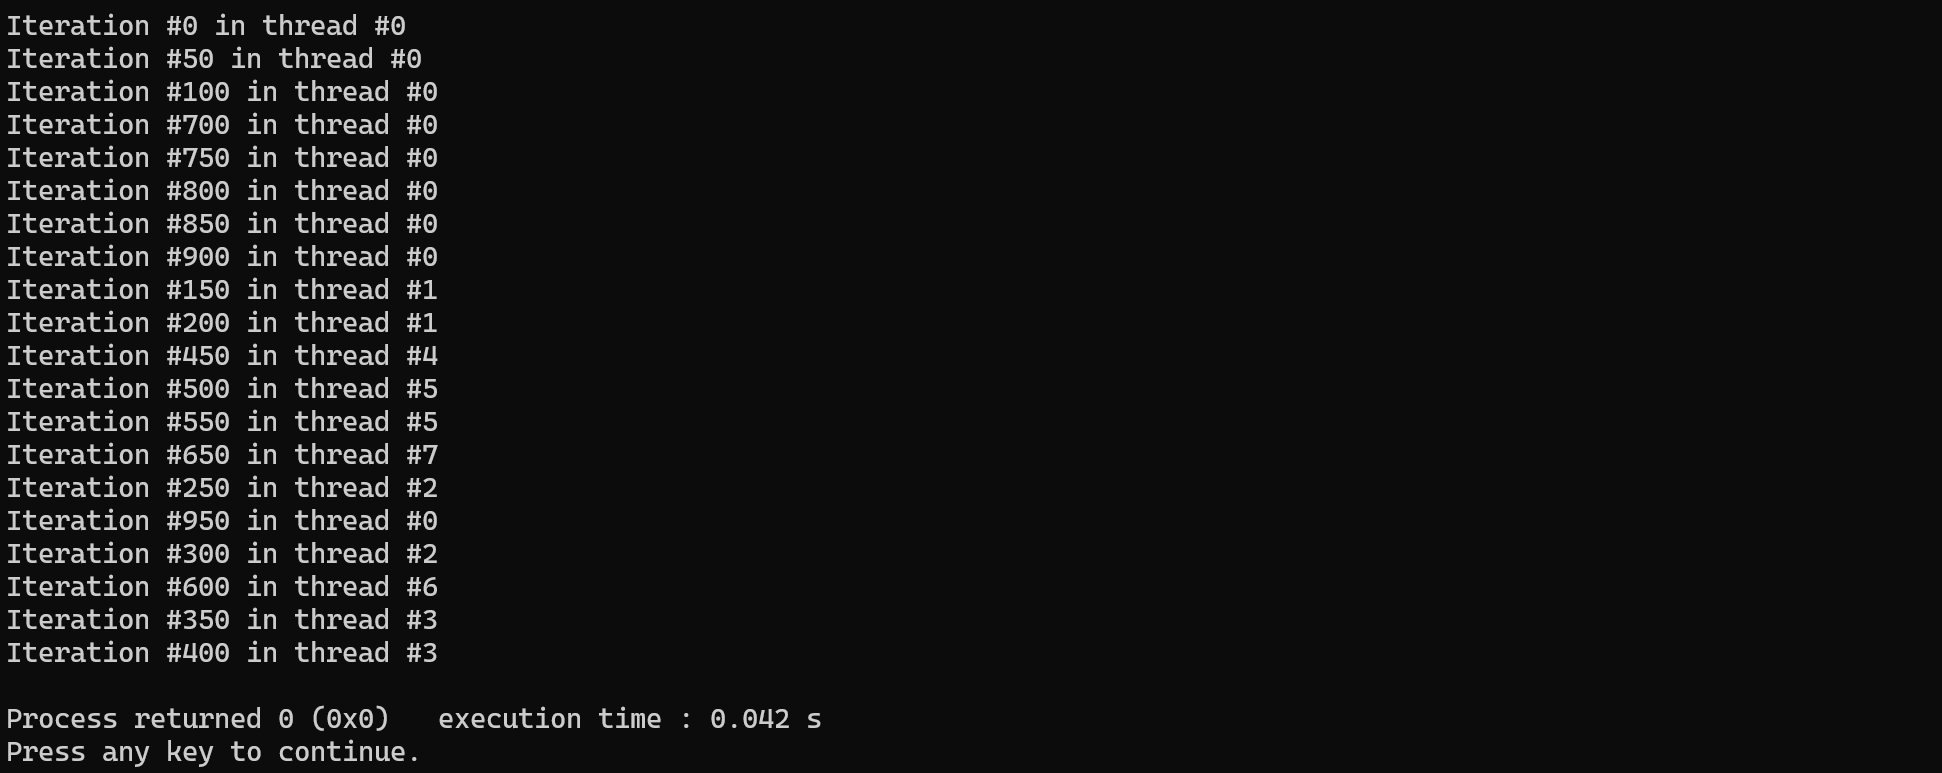 Iteration #0 in thread #0
Iteration #50 in thread #0
Iteration #100 in thread #0
Iteration #700 in thread #0
Iteration #750 in thread #0
Iteration #800 in thread #0
Iteration #850 in thread #0
Iteration #900 in thread #0
Iteration #150 in thread #1
Iteration #200 in thread #1
Iteration #450 in thread #4
Iteration #500 in thread #5
Iteration #550 in thread #5
Iteration #650 in thread #7
Iteration #250 in thread #2
Iteration #950 in thread #0
Iteration #300 in thread #2
Iteration #600 in thread #6
Iteration #350 in thread #3
Iteration #400 in thread #3

Process returned 0 (0x0)   execution time : 0.042 s
Press any key to continue.